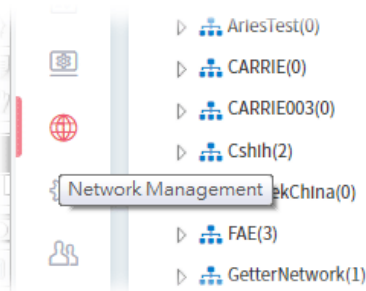 AriesTest(0)
CARRIE(0)
CARRIE003(0)
Cshih(2)
Network Management
ekChina(0)
FAE(3)
GetterNetwork(1)